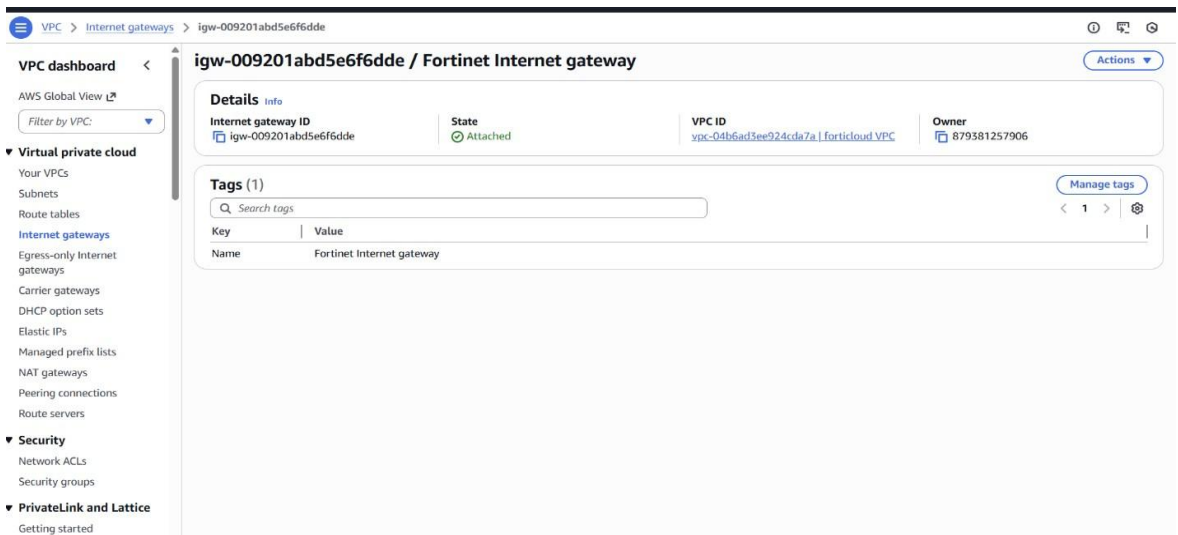 VPC > Internet gateways > igw-009201abd5e6f6dde
VPC dashboard
AWS Global View
Filter by VPC:
Virtual private cloud
Your VPCs
Subnets
Route tables
Internet gateways
Egress-only Internet
gateways
Carrier gateways
DHCP option sets
Elastic IPs
Managed prefix lists
NAT gateways
Peering connections
Route servers
Security
Network ACLs
Security groups
PrivateLink and Lattice
Getting started
igw-009201abd5e6f6dde / Fortinet Internet gateway
Actions
Details Info
Internet gateway ID
igw-009201abd5e6f6dde
State
Attached
VPC ID
vpc-04b6ad3ee924cda7a | forticloud VPC
Owner
879381257906
Tags (1)
Manage tags
Search tags
< 1 >
Key Value
Name Fortinet Internet gateway